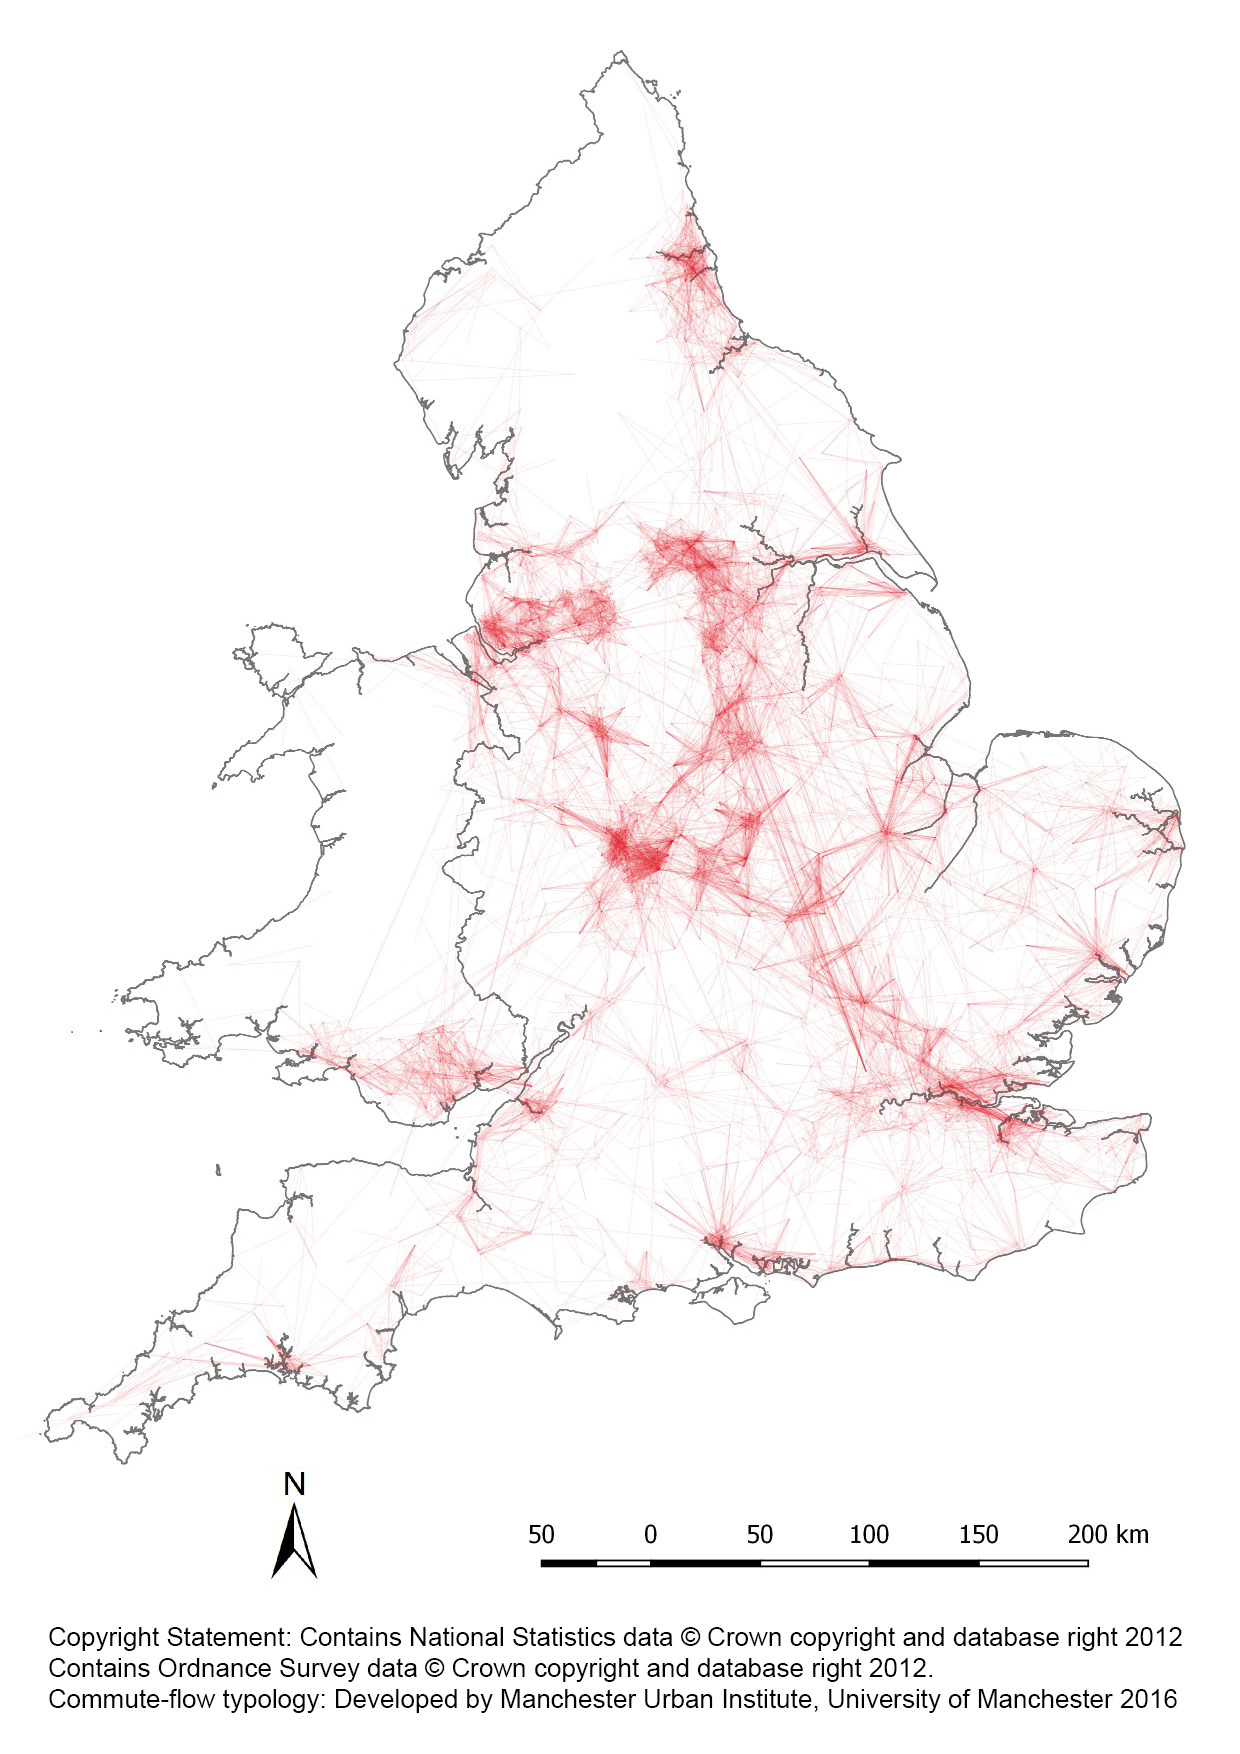 N
50 0 50 100 150 200 km
Copyright Statement: Contains National Statistics data © Crown copyright and database right 2012
Contains Ordnance Survey data © Crown copyright and database right 2012.
Commute-flow typology: Developed by Manchester Urban Institute, University of Manchester 2016